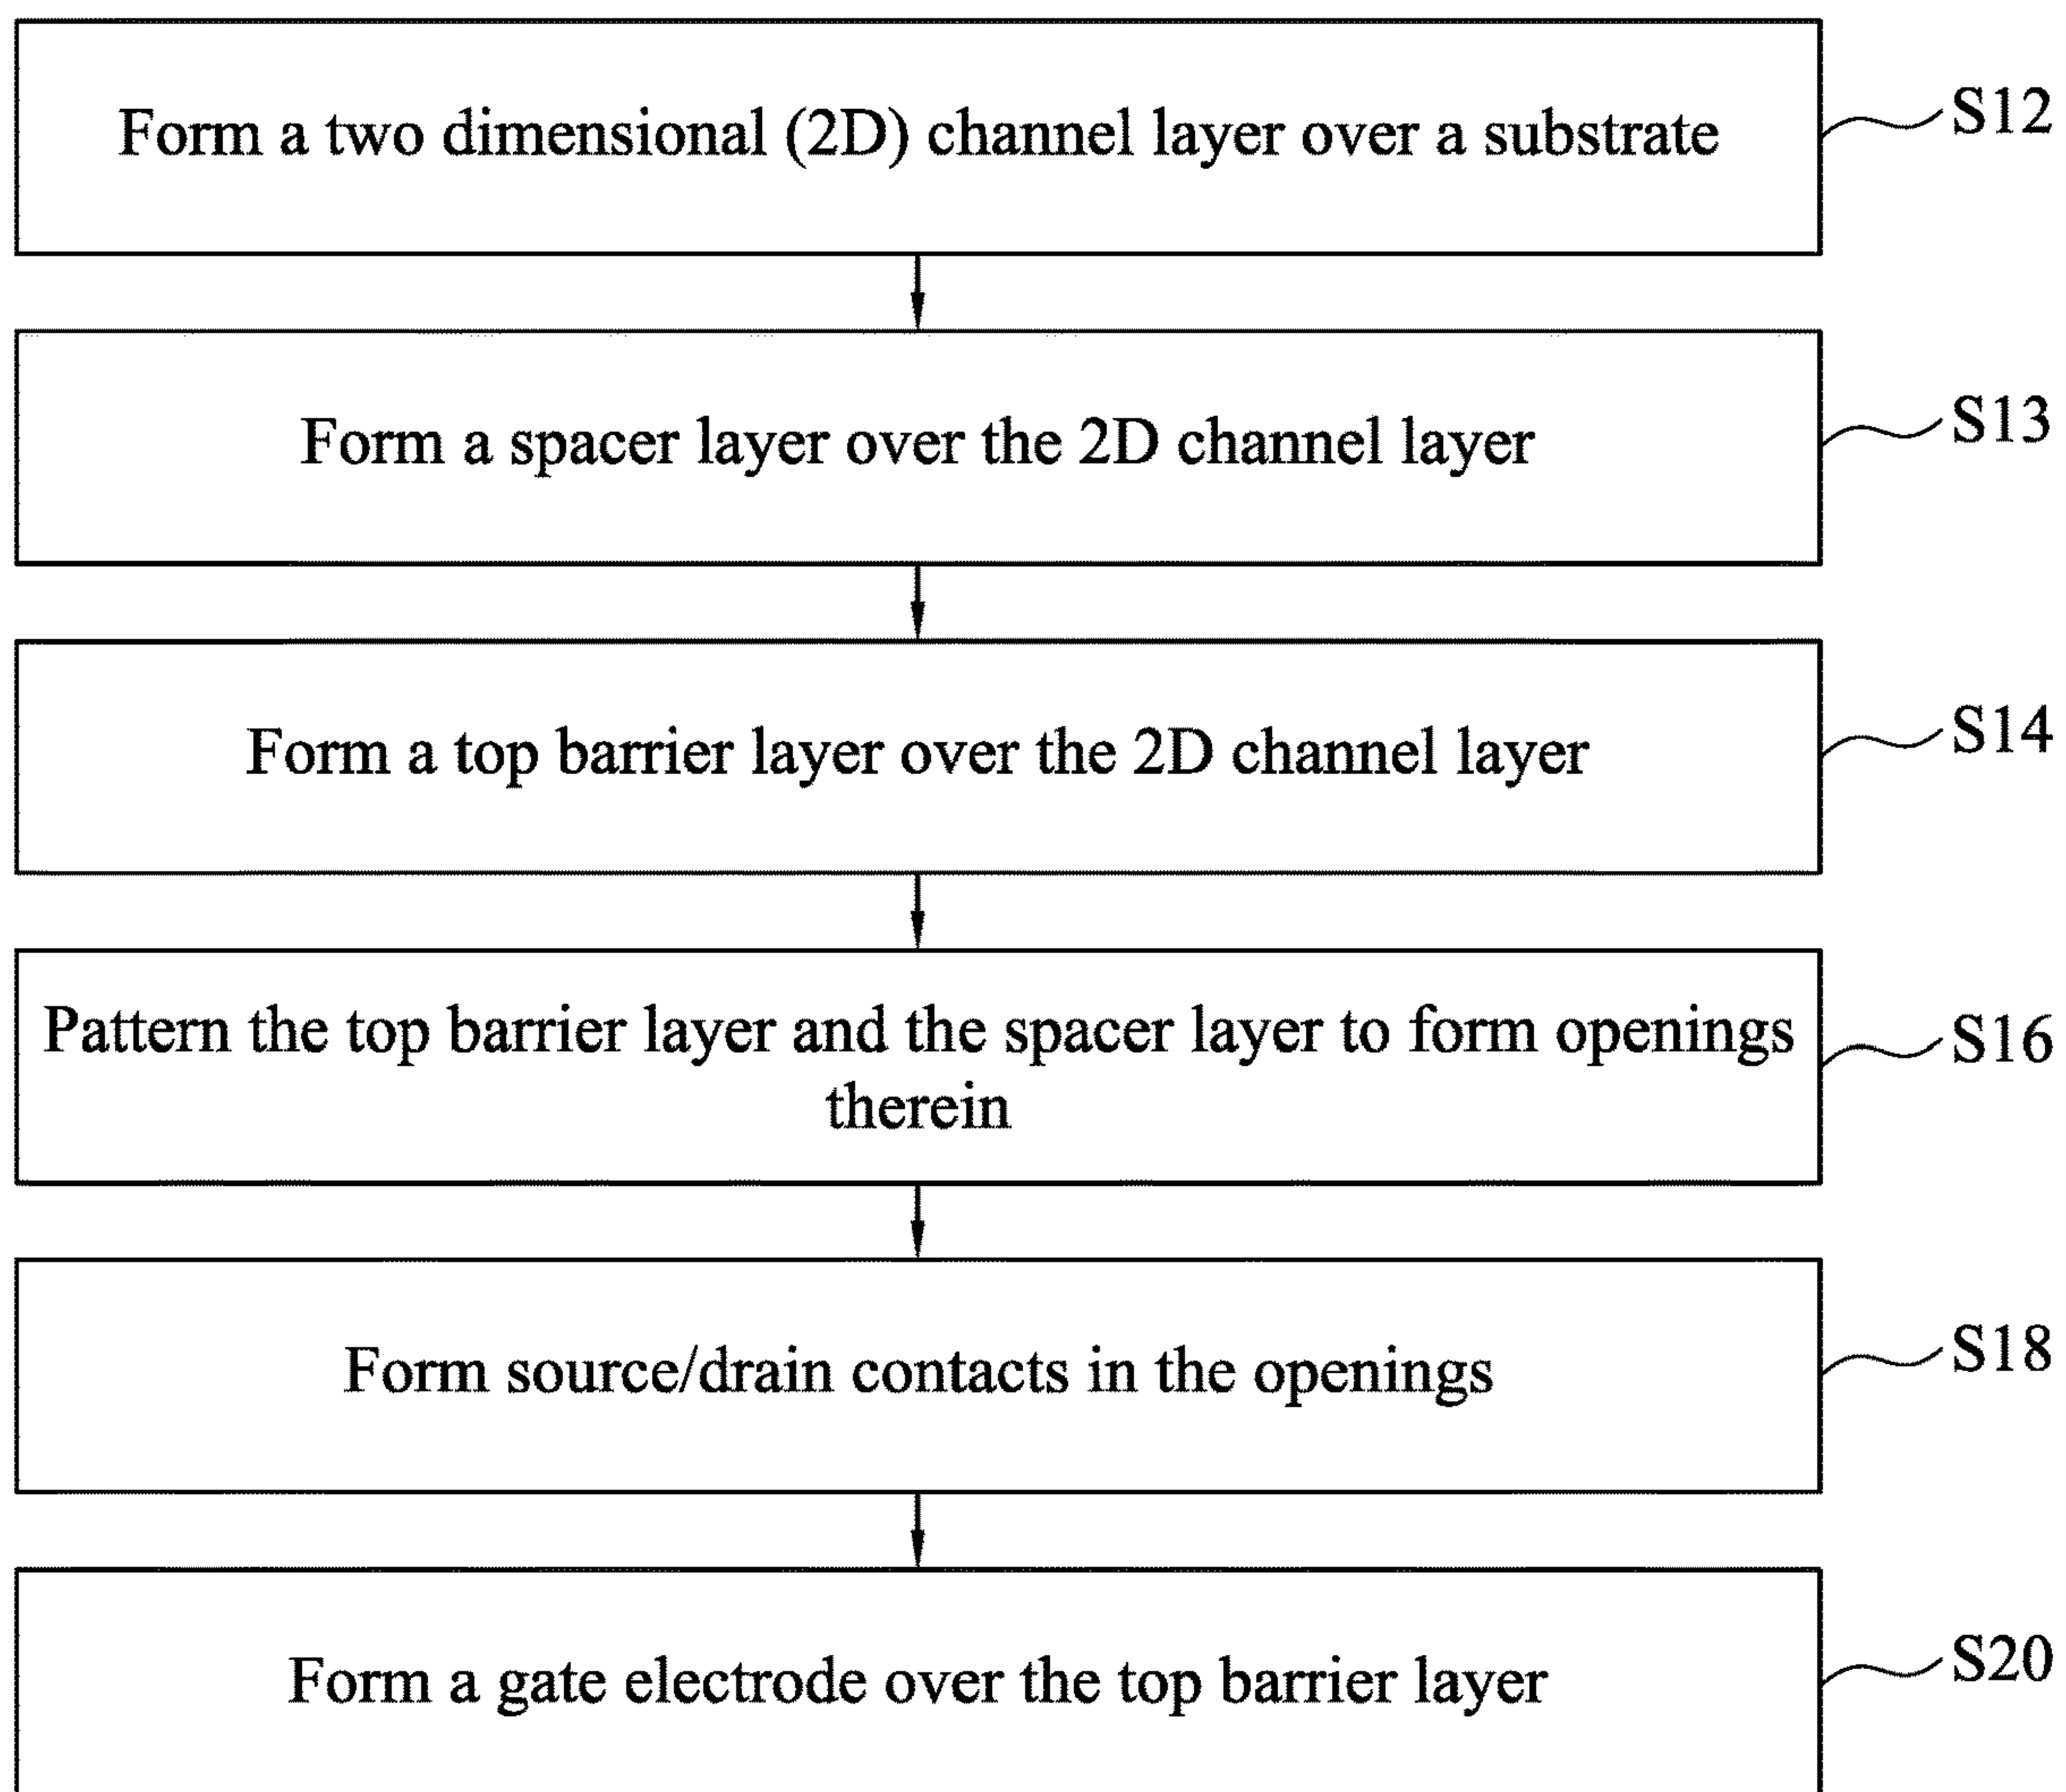 Form a two dimensional (2D) channel layer over a substrate
S12
Form a spacer layer over the 2D channel layer
S13
Form a top barrier layer over the 2D channel layer
S14
Pattern the top barrier layer and the spacer layer to form openings
therein
S16
Form source/drain contacts in the openings
S18
Form a gate electrode over the top barrier layer
S20